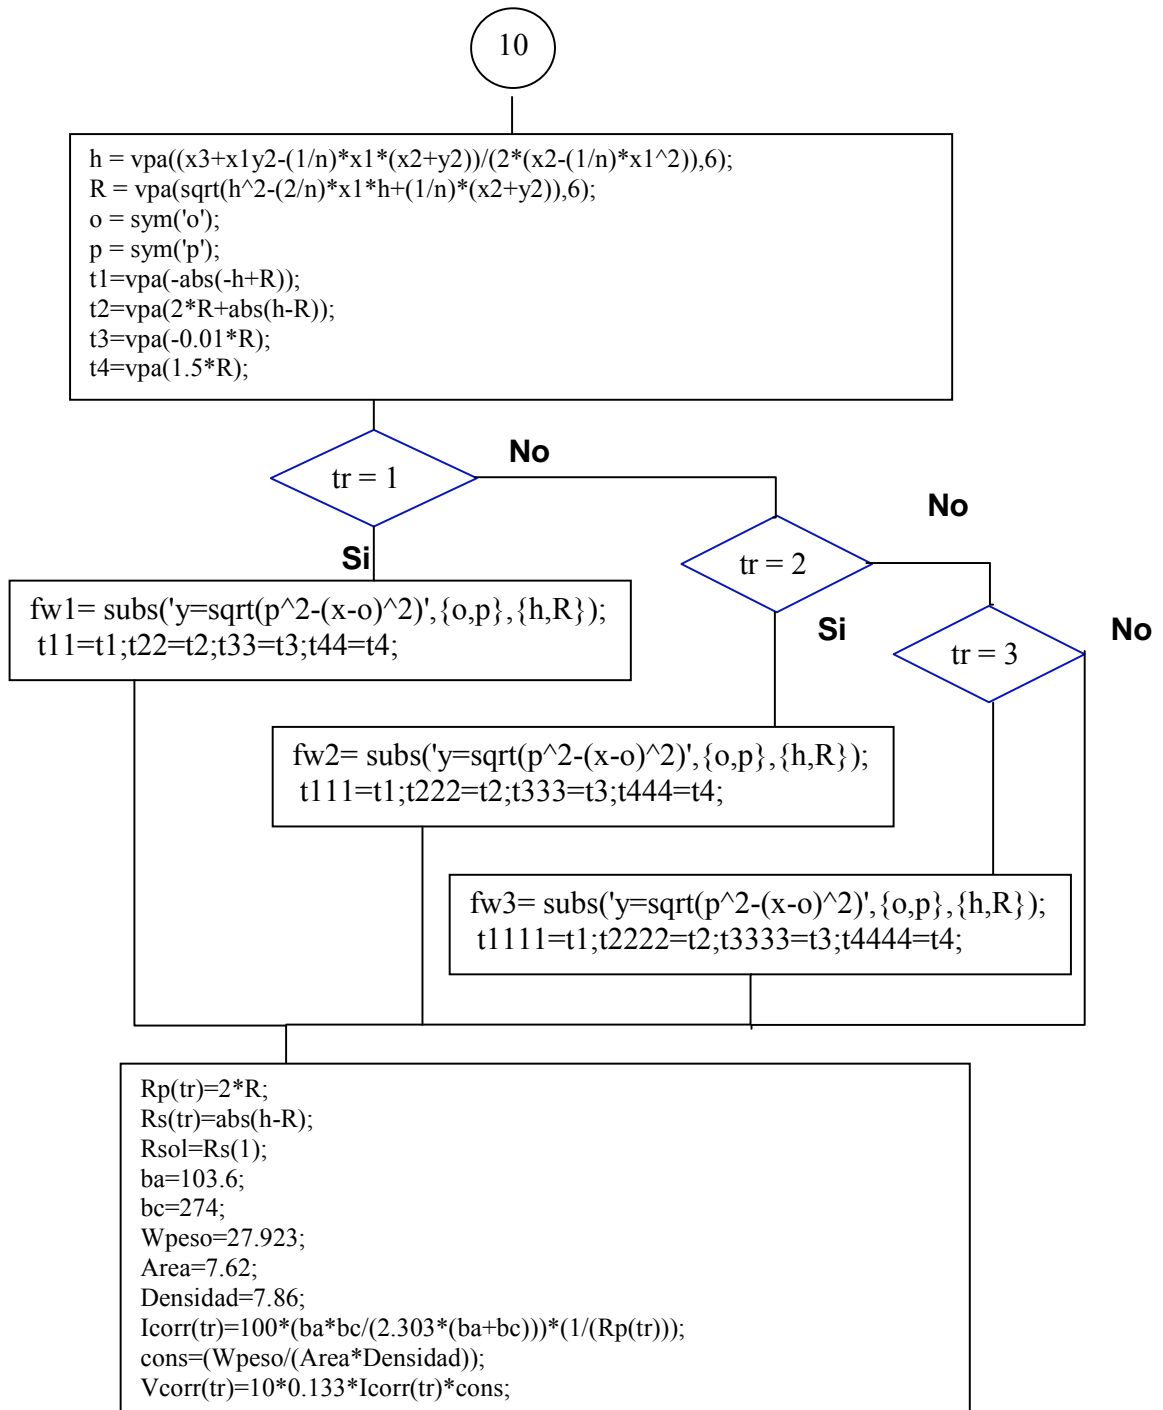 10
h = vpa((x3+x1y2-(1/n)*x1*(x2+y2))/(2*(x2-(1/n)*x1^2)),6);
R = vpa(sqrt(h^2-(2/n)*x1*h+(1/n)*(x2+y2)),6);
o = sym('o');
p = sym('p');
t1=vpa(-abs(-h+R));
t2=vpa(2*R+abs(h-R));
t3=vpa(-0.01*R);
t4=vpa(1.5*R);
tr = 1
No
Si
tr = 2
No
Si
tr = 3
No
fw1= subs('y=sqrt(p^2-(x-o)^2)',{o,p},{h,R});
t11=t1;t22=t2;t33=t3;t44=t4;
fw2= subs('y=sqrt(p^2-(x-o)^2)',{o,p},{h,R});
t111=t1;t222=t2;t333=t3;t444=t4;
fw3= subs('y=sqrt(p^2-(x-o)^2)',{o,p},{h,R});
t1111=t1;t2222=t2;t3333=t3;t4444=t4;
Rp(tr)=2*R;
Rs(tr)=abs(h-R);
Rsol=Rs(1);
ba=103.6;
bc=274;
Wpeso=27.923;
Area=7.62;
Densidad=7.86;
Icorr(tr)=100*(ba*bc/(2.303*(ba+bc)))*(1/(Rp(tr)));
cons=(Wpeso/(Area*Densidad));
Vcorr(tr)=10*0.133*Icorr(tr)*cons;